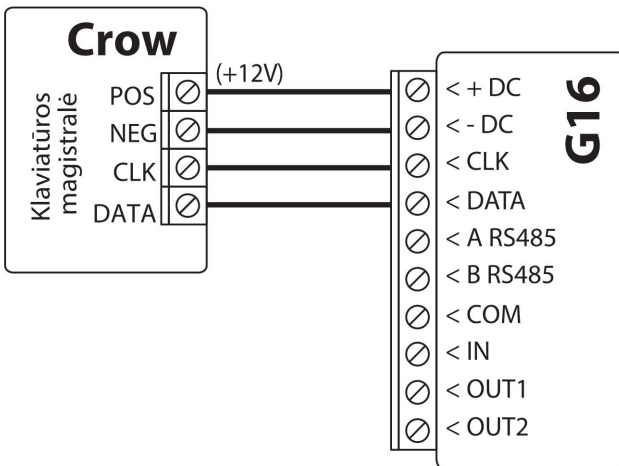 Crow
Klaviatūros
magistralė
POS
NEG
CLK
DATA
(+12V)
G16
< + DC
< - DC
< CLK
< DATA
< A RS485
< B RS485
< COM
< IN
< OUT1
< OUT2